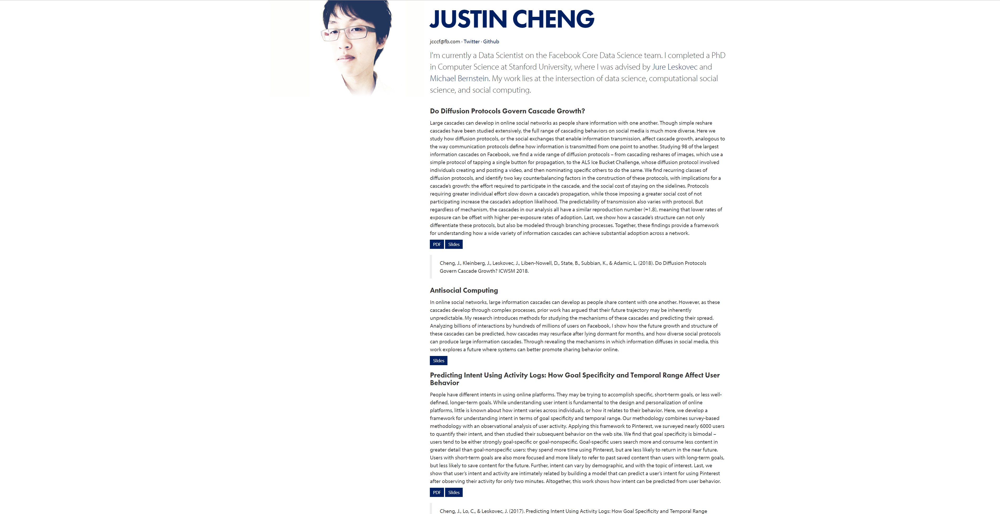 JUSTIN CHENG
jcccf@fb.com · Twitter · Github
I'm currently a Data Scientist on the Facebook Core Data Science team. I completed a PhD
in Computer Science at Stanford University, where I was advised by Jure Leskovec and
Michael Bernstein. My work lies at the intersection of data science, computational social
science, and social computing.
Do Diffusion Protocols Govern Cascade Growth?
Large cascades can develop in online social networks as people share information with one another. Though simple reshare
cascades have been studied extensively, the full range of cascading behaviors on social media is much more diverse. Here we
study how diffusion protocols, or the social exchanges that enable information transmission, affect cascade growth, analogous to
the way communication protocols define how information is transmitted from one point to another. Studying 98 of the largest
information cascades on Facebook, we find a wide range of diffusion protocols – from cascading reshares of images, which use a
simple protocol of tapping a single button for propagation, to the ALS Ice Bucket Challenge, whose diffusion protocol involved
individuals creating and posting a video, and then nominating specific others to do the same. We find recurring classes of
diffusion protocols, and identify two key counterbalancing factors in the construction of these protocols, with implications for a
cascade’s growth: the effort required to participate in the cascade, and the social cost of staying on the sidelines. Protocols
requiring greater individual effort slow down a cascade’s propagation, while those imposing a greater social cost of not
participating increase the cascade’s adoption likelihood. The predictability of transmission also varies with protocol. But
regardless of mechanism, the cascades in our analysis all have a similar reproduction number (≈1.8), meaning that lower rates of
exposure can be offset with higher per-exposure rates of adoption. Last, we show how a cascade’s structure can not only
differentiate these protocols, but also be modeled through branching processes. Together, these findings provide a framework
for understanding how a wide variety of information cascades can achieve substantial adoption across a network.
PDF Slides
Cheng, J., Kleinberg, J., Leskovec, J., Liben-Nowell, D., State, B., Subbian, K., & Adamic, L. (2018). Do Diffusion Protocols
Govern Cascade Growth? ICWSM 2018.
Antisocial Computing
In online social networks, large information cascades can develop as people share content with one another. However, as these
cascades develop through complex processes, prior work has argued that their future trajectory may be inherently
unpredictable. My research introduces methods for studying the mechanisms of these cascades and predicting their spread.
Analyzing billions of interactions by hundreds of millions of users on Facebook, I show how the future growth and structure of
these cascades can be predicted, how cascades may resurface after lying dormant for months, and how diverse social protocols
can produce large information cascades. Through revealing the mechanisms in which information diffuses in social media, this
work explores a future where systems can better promote sharing behavior online.
Slides
Predicting Intent Using Activity Logs: How Goal Specificity and Temporal Range Affect User
Behavior
People have different intents in using online platforms. They may be trying to accomplish specific, short-term goals, or less well-
defined, longer-term goals. While understanding user intent is fundamental to the design and personalization of online
platforms, little is known about how intent varies across individuals, or how it relates to their behavior. Here, we develop a
framework for understanding intent in terms of goal specificity and temporal range. Our methodology combines survey-based
methodology with an observational analysis of user activity. Applying this framework to Pinterest, we surveyed nearly 6000 users
to quantify their intent, and then studied their subsequent behavior on the web site. We find that goal specificity is bimodal –
users tend to be either strongly goal-specific or goal-nonspecific. Goal-specific users search more and consume less content in
greater detail than goal-nonspecific users: they spend more time using Pinterest, but are less likely to return in the near future.
Users with short-term goals are also more focused and more likely to refer to past saved content than users with long-term goals,
but less likely to save content for the future. Further, intent can vary by demographic, and with the topic of interest. Last, we
show that user’s intent and activity are intimately related by building a model that can predict a user’s intent for using Pinterest
after observing their activity for only two minutes. Altogether, this work shows how intent can be predicted from user behavior.
PDF Slides
Cheng, J., Lo, C., & Leskovec, J. (2017). Predicting Intent Using Activity Logs: How Goal Specificity and Temporal Range